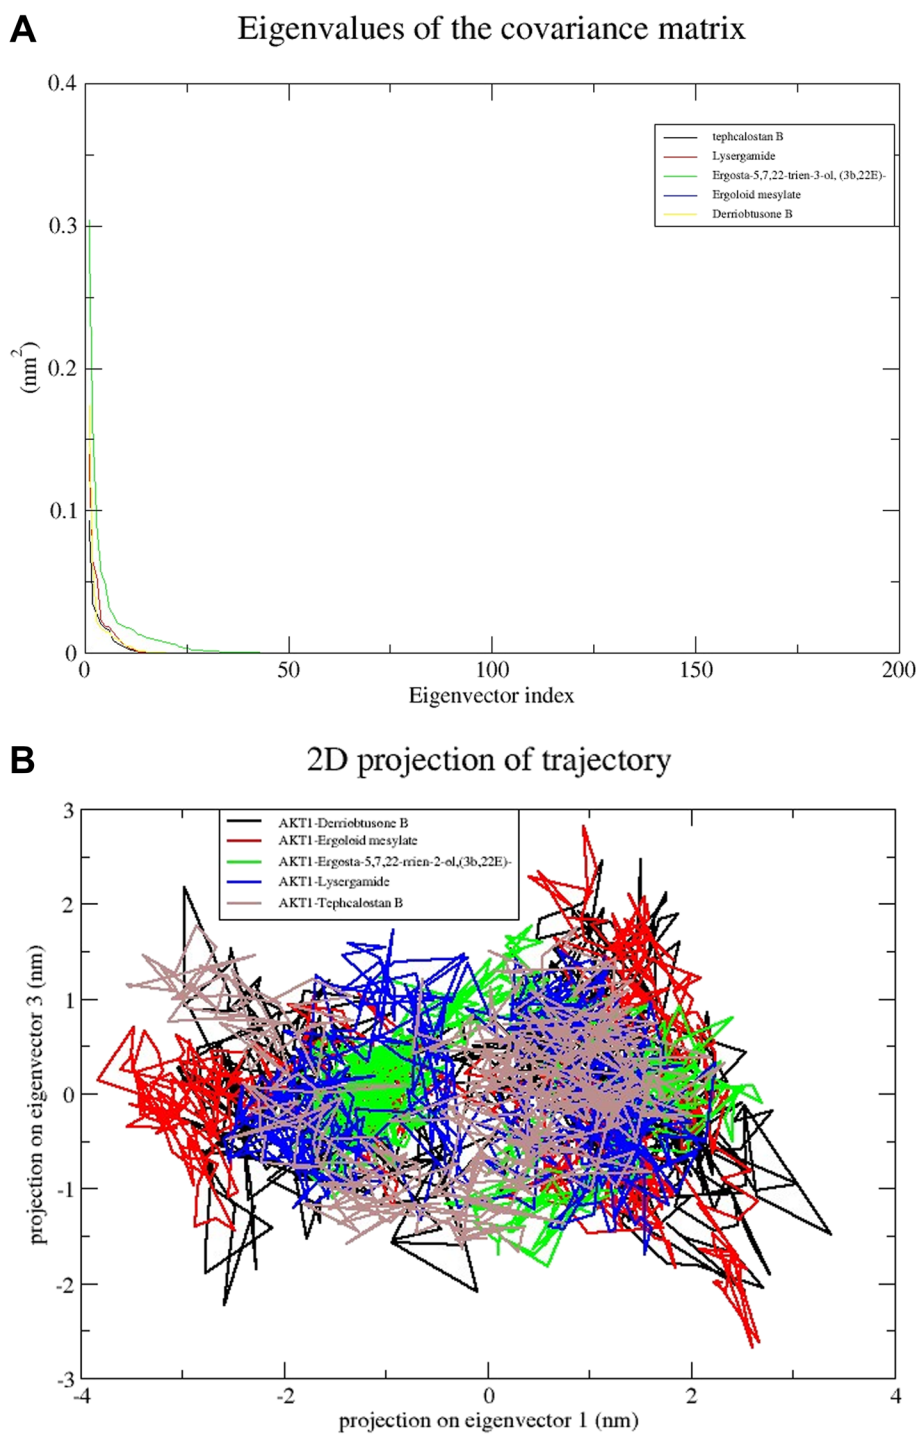 A
Eigenvalues of the covariance matrix
0.4
0.3
0.2
0.1
0
(nm2)
tephcalostan B
Lysergamide
Ergosta-5,7,22-trien-3-ol, (3b,22E)-
Ergoloid mesylate
Derriobtusone B
0 50 100 150 200
Eigenvector index
B
2D projection of trajectory
3
2
1
0
-1
-2
-3
projection on eigenvector 3 (nm)
AKT1-Derriobtusone B
AKT1-Ergoloid mesylate
AKT1-Ergosta-5,7,22-rrien-2-ol,(3b,22E)-
AKT1-Lysergamide
AKT1-Tephcalostan B
-4 -2 0 2 4
projection on eigenvector 1 (nm)